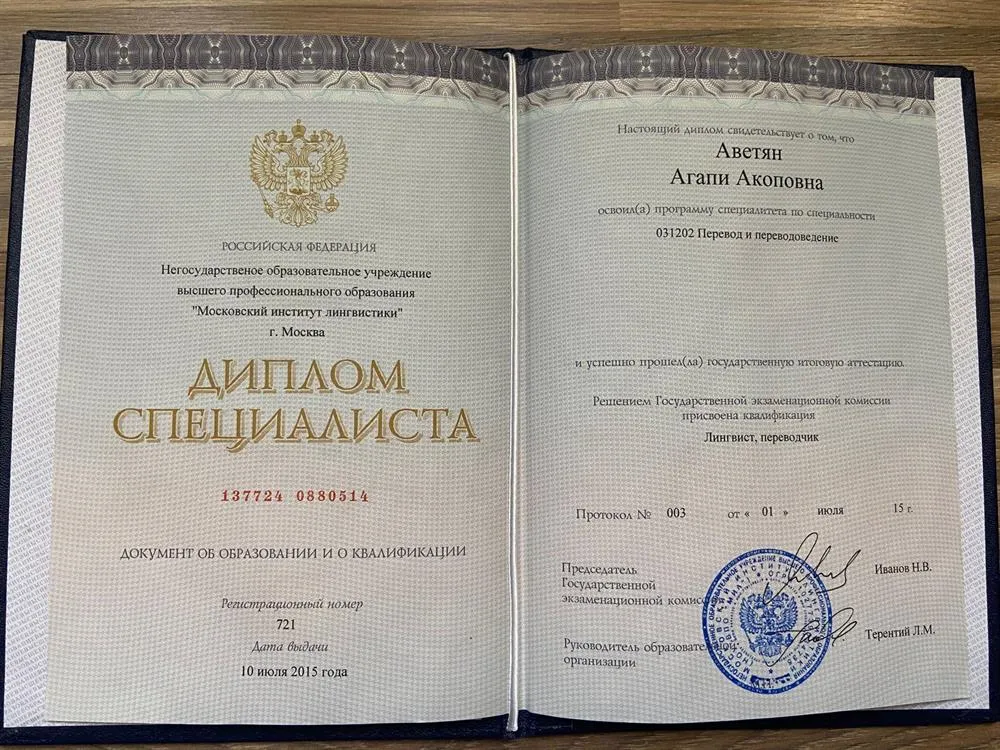 РОССИЙСКАЯ ФЕДЕРАЦИЯ
Негосударственое образовательное учреждение
высшего профессионального образования
"Московский институт лингвистики"
г. Москва
ДИПЛОМ
СПЕЦИАЛИСТА
137724 0880514
ДОКУМЕНТ ОБ ОБРАЗОВАНИИ И О КВАЛИФИКАЦИИ
Регистрационный номер
721
Дата выдачи
10 июля 2015 года
Настоящий диплом свидетельствует о том, что
Аветян
Агапи Акоповна
освоил(а) программу специалитета по специальности
031202 Перевод и переводоведение
и успешно прошел(ла) государственную итоговую аттестацию.
Решением Государственной экзаменационной комиссии
присвоена квалификация
Лингвист, переводчик
Протокол № 003 от « 01 » июля 15 г.
Председатель
Государственной
экзаменационной
Иванов Н.В.
Руководитель образовательной
организации
Терентий Л.М.